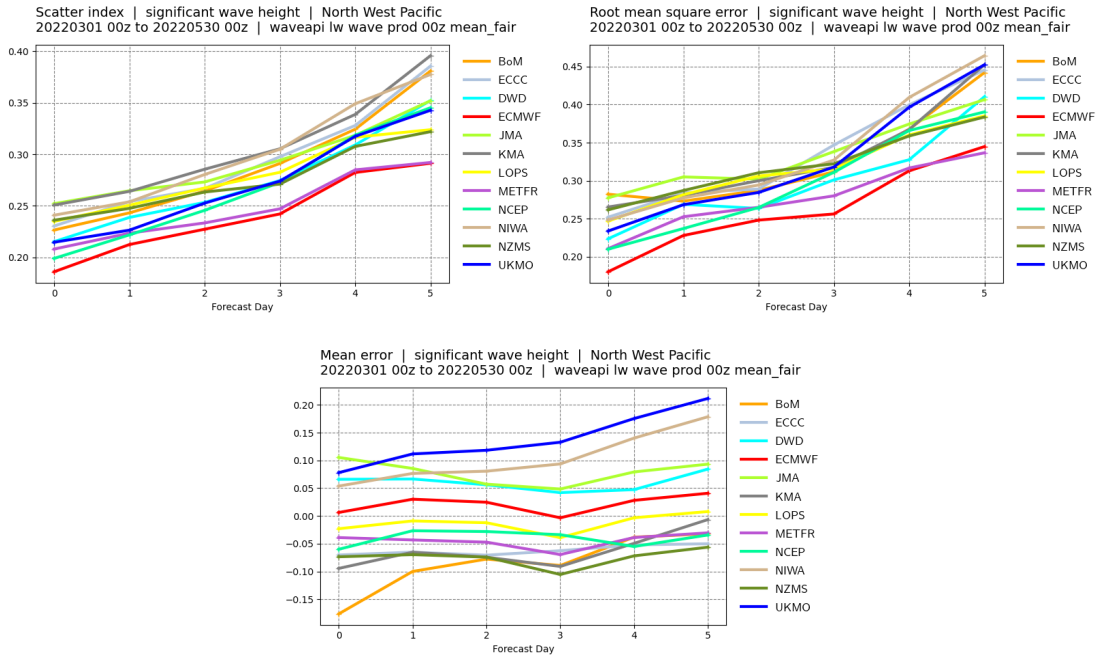 Scatter index | significant wave height | North West Pacific
20220301 00z to 20220530 00z | waveapi lw wave prod 00z mean_fair
0.40
0.35
0.30
0.25
0.20
0
1
2
3
4
5
Forecast Day
BoM
ECCC
DWD
ECMWF
JMA
KMA
LOPS
METFR
NCEP
NIWA
NZMS
UKMO
Root mean square error | significant wave height | North West Pacific
20220301 00z to 20220530 00z | waveapi lw wave prod 00z mean_fair
0.45
0.40
0.35
0.30
0.25
0.20
0
1
2
3
4
5
Forecast Day
BoM
ECCC
DWD
ECMWF
JMA
KMA
LOPS
METFR
NCEP
NIWA
NZMS
UKMO
Mean error | significant wave height | North West Pacific
20220301 00z to 20220530 00z | waveapi lw wave prod 00z mean_fair
0.20
0.15
0.10
0.05
0.00
−0.05
−0.10
−0.15
0
1
2
3
4
5
Forecast Day
BoM
ECCC
DWD
ECMWF
JMA
KMA
LOPS
METFR
NCEP
NIWA
NZMS
UKMO